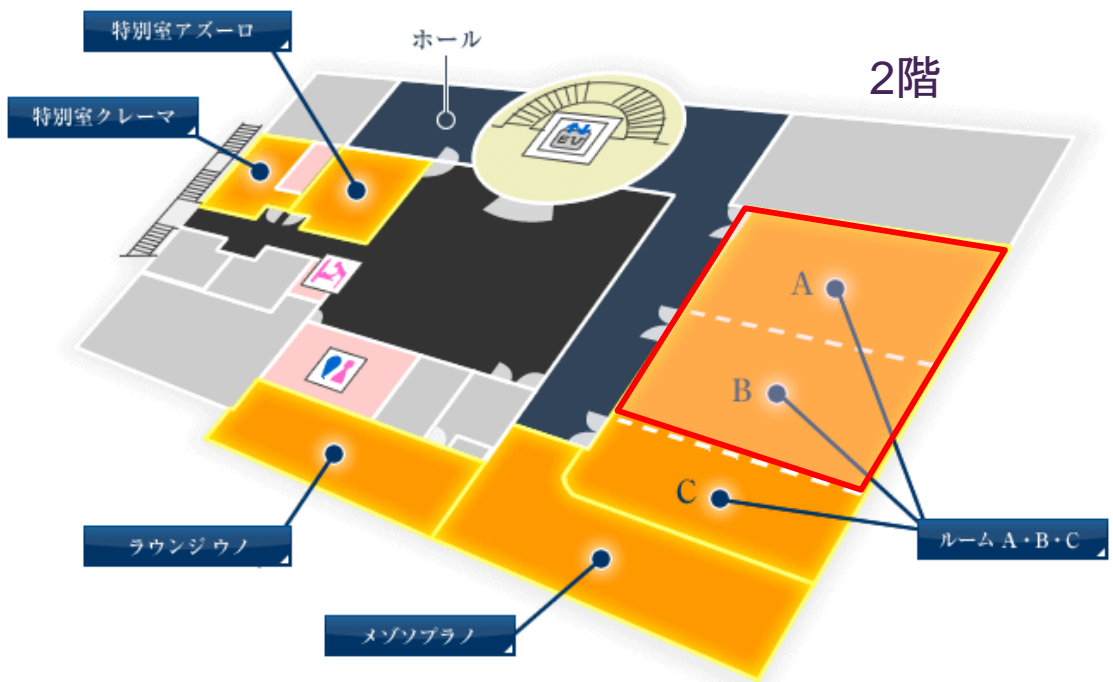 特別室アズーロ
ホール
2階
特別室クレーマ
EV
A
B
C
ルーム A・B・C
ラウンジ ウノ
メゾソプラノ